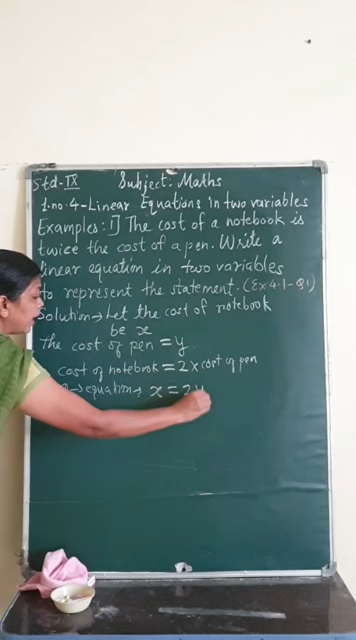 Std-IX Subject: Maths
1.no.4-Linear Equations in two variables
Examples: 1] The cost of a notebook is
twice the cost of a pen. Write a
linear equation in two variables
to represent the statement. (Ex 4.1-Q1)
Solution → Let the cost of notebook
be x
The cost of pen = y
cost of notebook = 2 x cost of pen
→ equation → x = 2y